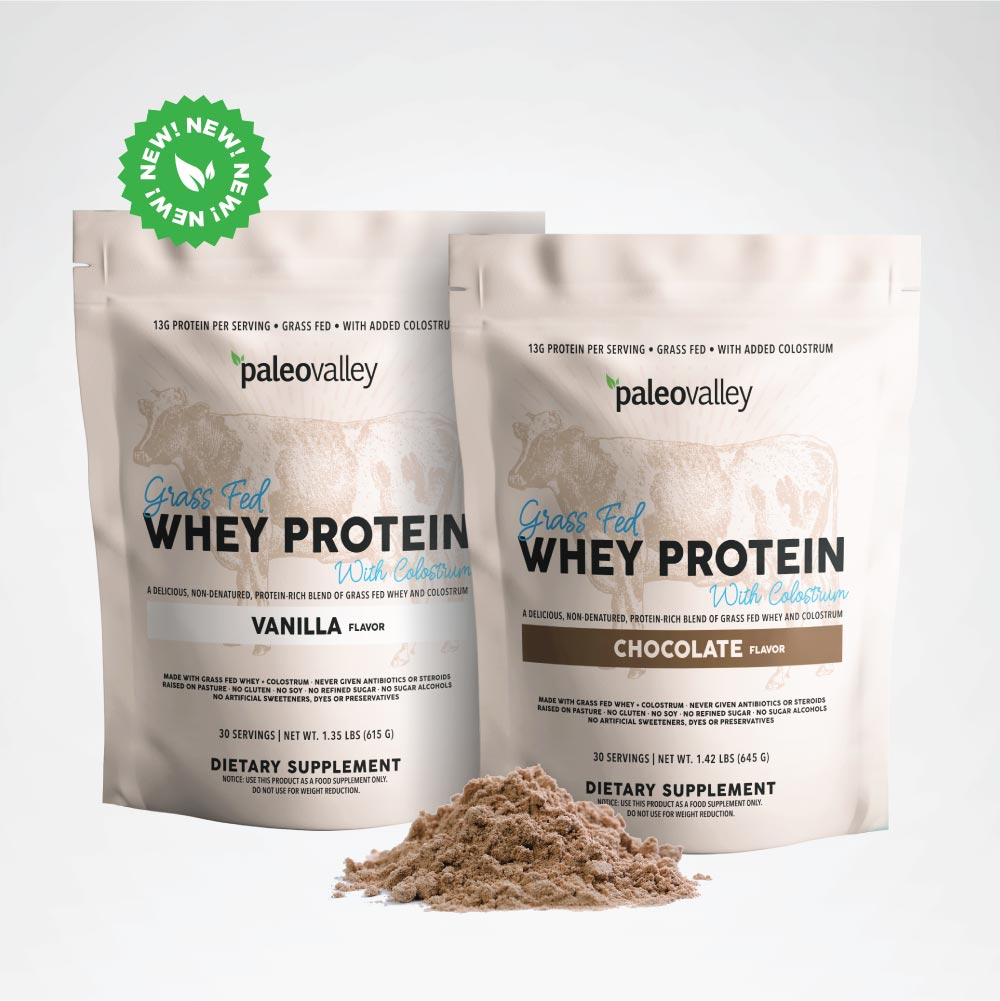 NEW! NEW! NEW! NEW!
13G PROTEIN PER SERVING • GRASS FED • WITH ADDED COLOSTRU
paleovalley
Grass Fed
WHEY PROTEIN
With Colostrum
A DELICIOUS, NON-DENATURED, PROTEIN-RICH BLEND OF GRASS FED WHEY AND COLOSTRUM
VANILLA FLAVOR
MADE WITH GRASS FED WHEY + COLOSTRUM · NEVER GIVEN ANTIBIOTICS OR STEROIDS
RAISED ON PASTURE · NO GLUTEN · NO SOY · NO REFINED SUGAR · NO SUGAR ALCOHOLS
NO ARTIFICIAL SWEETENERS, DYES OR PRESERVATIVES
30 SERVINGS | NET WT. 1.35 LBS (615 G)
DIETARY SUPPLEMENT
NOTICE: USE THIS PRODUCT AS A FOOD SUPPLEMENT ONLY.
DO NOT USE FOR WEIGHT REDUCTION.
13G PROTEIN PER SERVING • GRASS FED • WITH ADDED COLOSTRUM
paleovalley
Grass Fed
WHEY PROTEIN
With Colostrum
A DELICIOUS, NON-DENATURED, PROTEIN-RICH BLEND OF GRASS FED WHEY AND COLOSTRUM
CHOCOLATE FLAVOR
MADE WITH GRASS FED WHEY + COLOSTRUM · NEVER GIVEN ANTIBIOTICS OR STEROIDS
RAISED ON PASTURE · NO GLUTEN · NO SOY · NO REFINED SUGAR · NO SUGAR ALCOHOLS
NO ARTIFICIAL SWEETENERS, DYES OR PRESERVATIVES
30 SERVINGS | NET WT. 1.42 LBS (645 G)
DIETARY SUPPLEMENT
NOTICE: USE THIS PRODUCT AS A FOOD SUPPLEMENT ONLY.
DO NOT USE FOR WEIGHT REDUCTION.